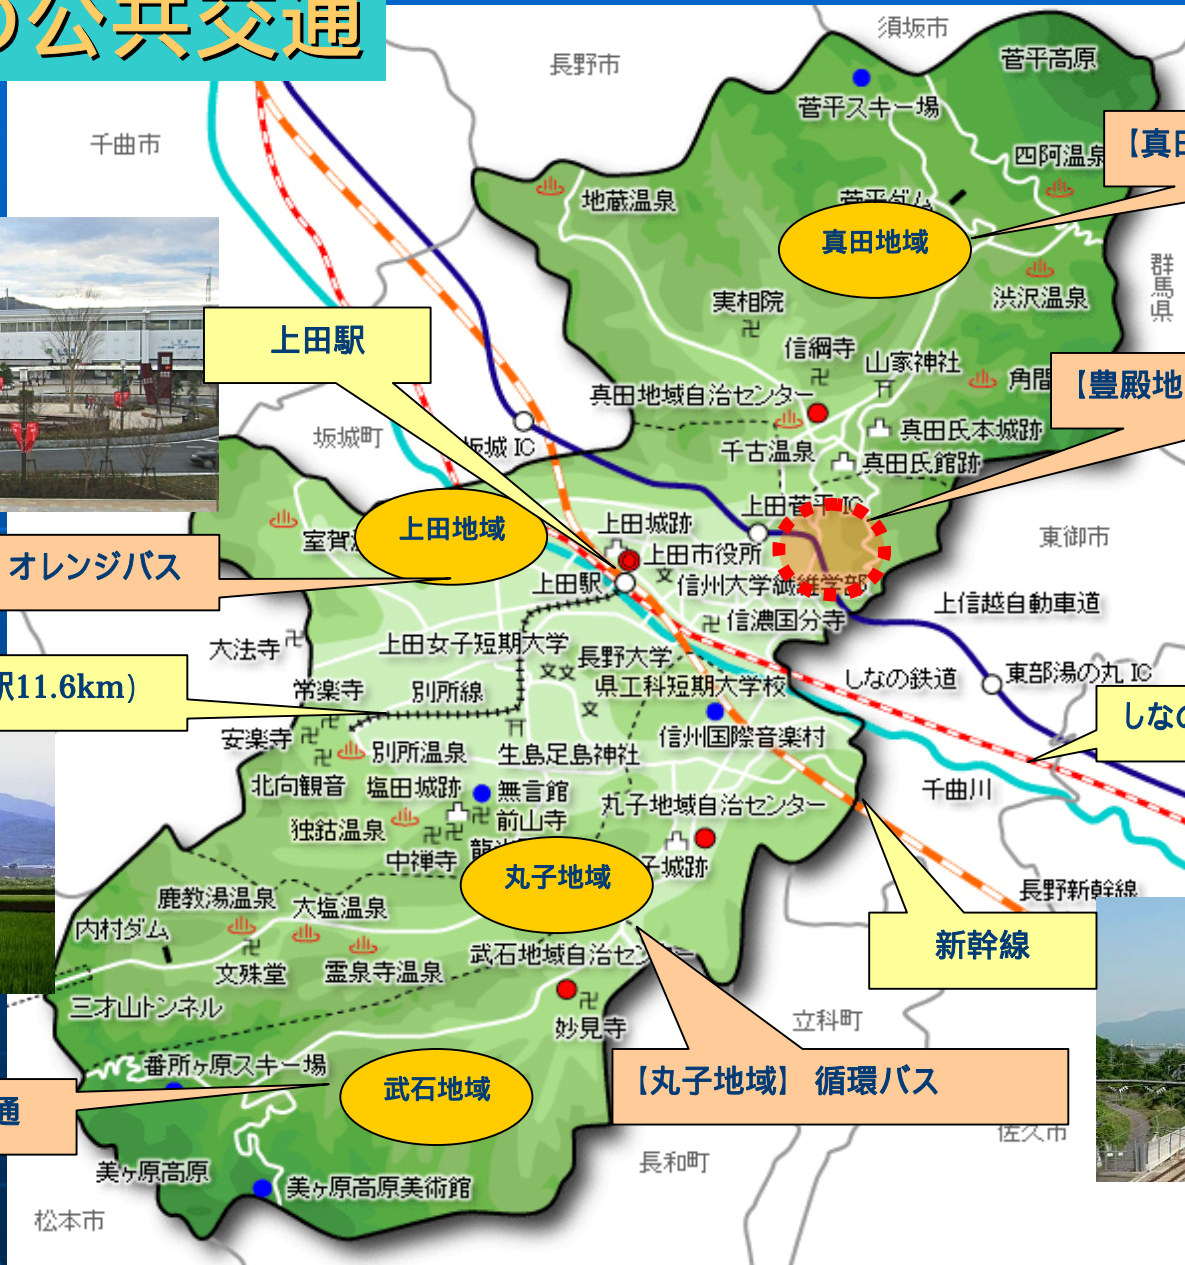 の公共交通
須坂市
長野市
菅平高原
菅平スキー場
千曲市
四阿温泉
【真田
地蔵温泉
菅平ダム
真田地域
群馬県
渋沢温泉
実相院
上田駅
信綱寺
山家神社
角間
【豊殿地
真田地域自治センター
坂城町
坂城 IC
千古温泉
真田氏本城跡
真田氏館跡
上田菅平 IC
上田地域
上田城跡
室賀
東御市
上田市役所
オレンジバス
上田駅
信州大学繊維学部
上信越自動車道
信濃国分寺
大法寺
上田女子短期大学
長野大学
しなの鉄道
東部湯の丸 IC
駅11.6km)
常楽寺
別所線
県工科短期大学校
しなの
安楽寺
別所温泉
生島足島神社
信州国際音楽村
北向観音
塩田城跡
無言館
千曲川
丸子地域自治センター
独鈷温泉
前山寺
中禅寺
龍光
丸子地域
子城跡
鹿教湯温泉
大塩温泉
長野新幹線
内村ダム
新幹線
文殊堂
霊泉寺温泉
武石地域自治センター
三才山トンネル
妙見寺
立科町
番所ヶ原スキー場
武石地域
【丸子地域】 循環バス
通
佐久市
長和町
美ヶ原高原
美ヶ原高原美術館
松本市